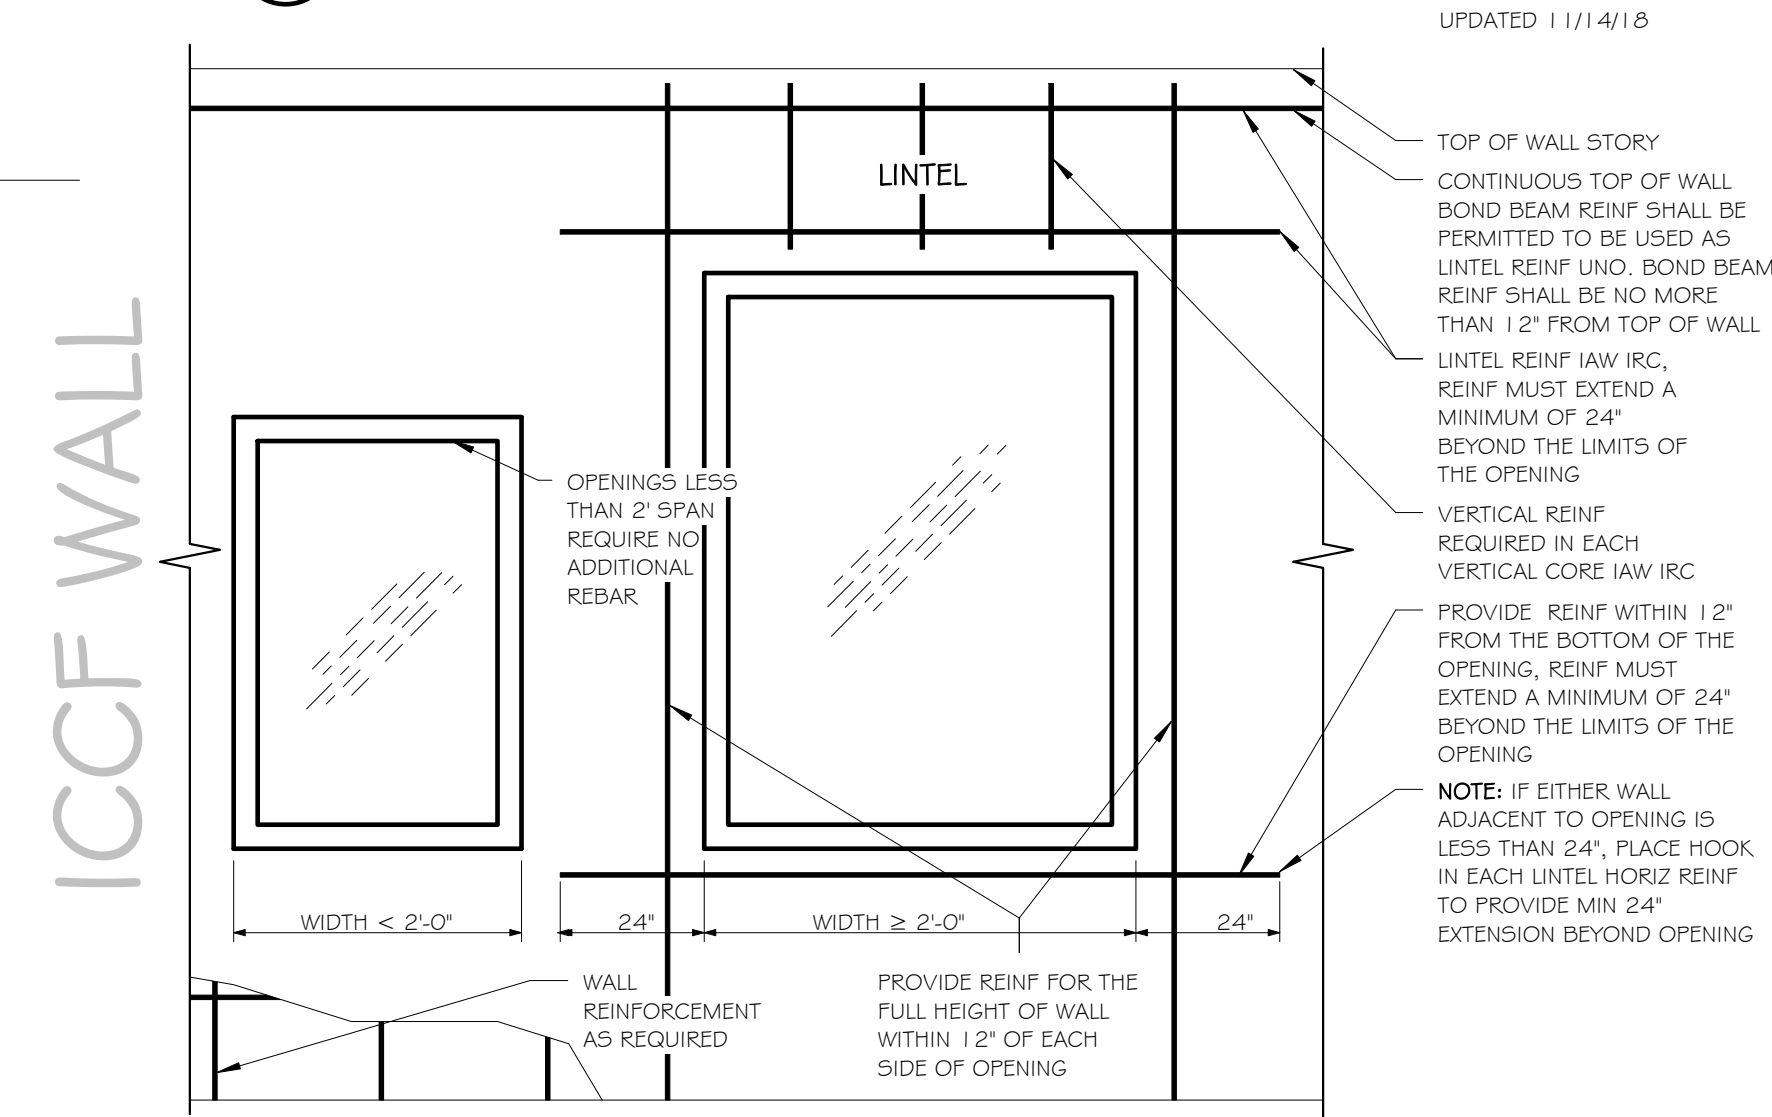 UPDATED 11/14/18
ICCF WALL
LINTEL
TOP OF WALL STORY
CONTINUOUS TOP OF WALL
BOND BEAM REINF SHALL BE
PERMITTED TO BE USED AS
LINTEL REINF UNO. BOND BEAM
REINF SHALL BE NO MORE
THAN 12" FROM TOP OF WALL
LINTEL REINF IAW IRC,
REINF MUST EXTEND A
MINIMUM OF 24"
BEYOND THE LIMITS OF
THE OPENING
VERTICAL REINF
REQUIRED IN EACH
VERTICAL CORE IAW IRC
PROVIDE REINF WITHIN 12"
FROM THE BOTTOM OF THE
OPENING, REINF MUST
EXTEND A MINIMUM OF 24"
BEYOND THE LIMITS OF THE
OPENING
NOTE: IF EITHER WALL
ADJACENT TO OPENING IS
LESS THAN 24", PLACE HOOK
IN EACH LINTEL HORIZ REINF
TO PROVIDE MIN 24"
EXTENSION BEYOND OPENING
OPENINGS LESS
THAN 2' SPAN
REQUIRE NO
ADDITIONAL
REBAR
WIDTH < 2'-0"
24"
WIDTH ≥ 2'-0"
24"
WALL
REINFORCEMENT
AS REQUIRED
PROVIDE REINF FOR THE
FULL HEIGHT OF WALL
WITHIN 12" OF EACH
SIDE OF OPENING